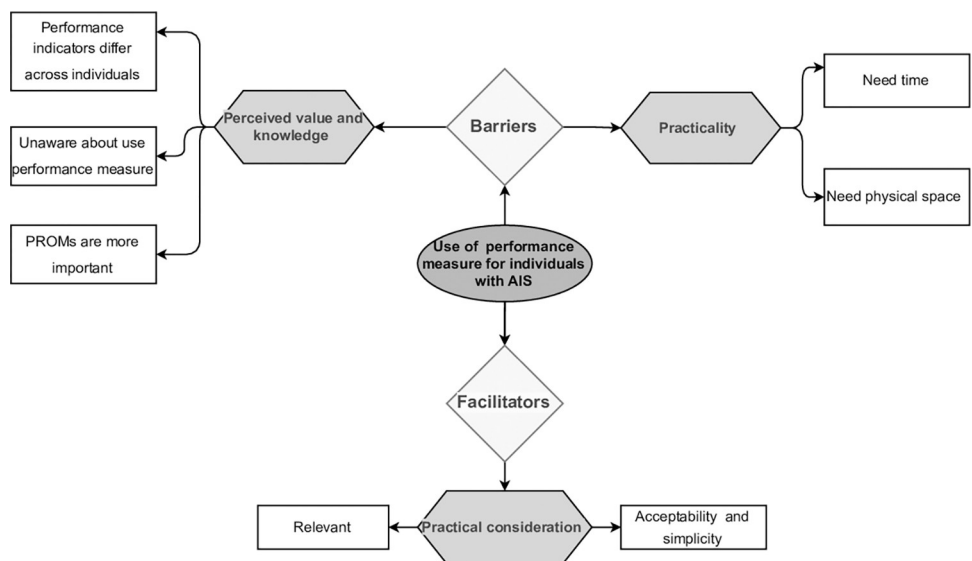 Performance
indicators differ
across individuals
Unaware about use
performance measure
PROMs are more
important
Perceived value and
knowledge
Barriers
Practicality
Need time
Need physical space
Use of performance
measure for individuals
with AIS
Facilitators
Practical consideration
Relevant
Acceptability and
simplicity